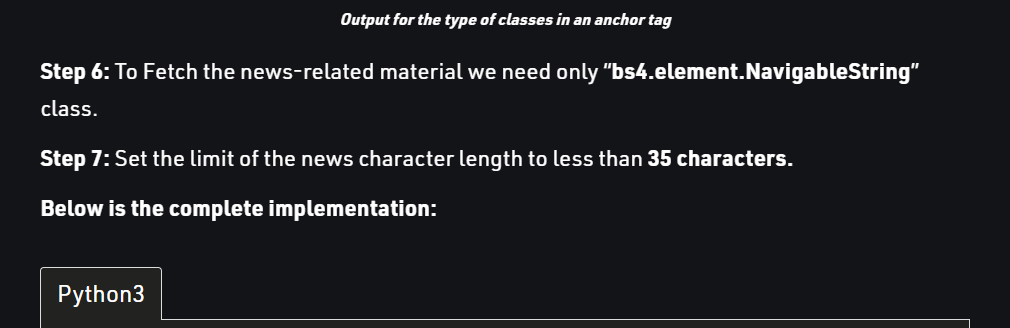 Output for the type of classes in an anchor tag
Step 6: To Fetch the news-related material we need only “bs4.element.NavigableString”
class.
Step 7: Set the limit of the news character length to less than 35 characters.
Below is the complete implementation:
Python3